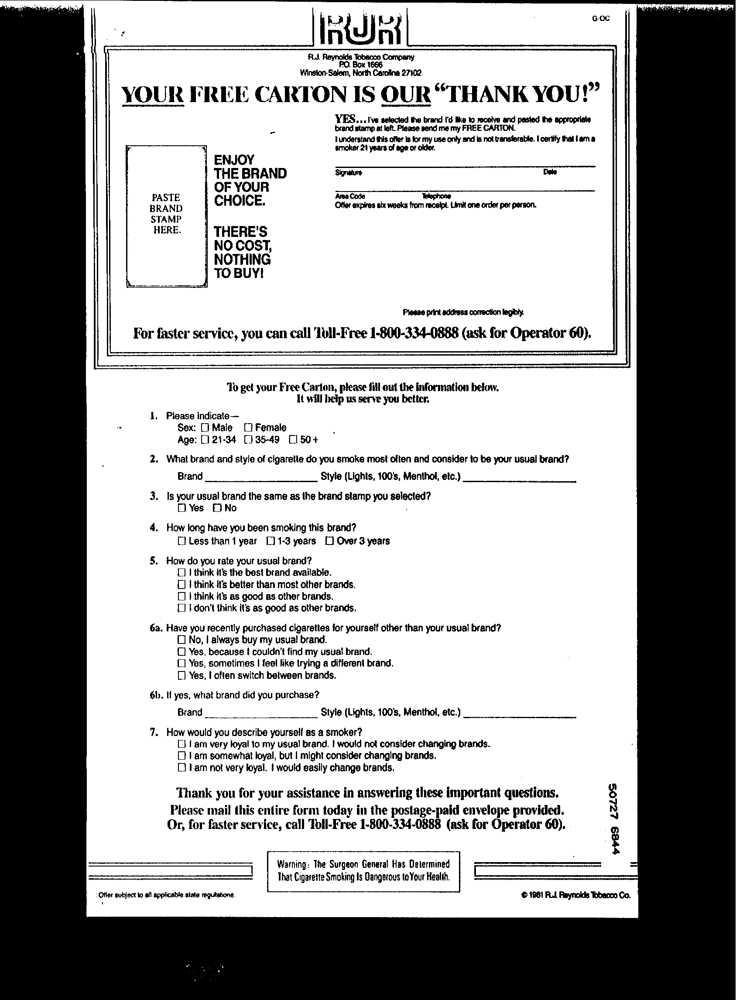 G-OC
RJR
R.J. Reynolds Tobacco Company
P.O. Box 1566
Winston-Salem, North Carolina 27102
YOUR FREE CARTON IS OUR “THANK YOU!”
YES... I've selected the brand I'd like to receive and pasted the appropriate
brand stamp at left. Please send me my FREE CARTON.
I understand this offer is for my use only and is not transferable. I certify that I am a
smoker 21 years of age or older.
Signature Date
Area Code Telephone
Offer expires six weeks from receipt. Limit one order per person.
PASTE
BRAND
STAMP
HERE.
ENJOY
THE BRAND
OF YOUR
CHOICE.
THERE'S
NO COST,
NOTHING
TO BUY!
Please print address correction legibly.
For faster service, you can call Toll-Free 1-800-334-0888 (ask for Operator 60).
To get your Free Carton, please fill out the information below.
It will help us serve you better.
1. Please indicate—
Sex: ☐ Male ☐ Female
Age: ☐ 21-34 ☐ 35-49 ☐ 50+
2. What brand and style of cigarette do you smoke most often and consider to be your usual brand?
Brand ____________________ Style (Lights, 100's, Menthol, etc.) ____________________
3. Is your usual brand the same as the brand stamp you selected?
☐ Yes ☐ No
4. How long have you been smoking this brand?
☐ Less than 1 year ☐ 1-3 years ☐ Over 3 years
5. How do you rate your usual brand?
☐ I think it's the best brand available.
☐ I think it's better than most other brands.
☐ I think it's as good as other brands.
☐ I don't think it's as good as other brands.
6a. Have you recently purchased cigarettes for yourself other than your usual brand?
☐ No, I always buy my usual brand.
☐ Yes, because I couldn't find my usual brand.
☐ Yes, sometimes I feel like trying a different brand.
☐ Yes, I often switch between brands.
6b. If yes, what brand did you purchase?
Brand ____________________ Style (Lights, 100's, Menthol, etc.) ____________________
7. How would you describe yourself as a smoker?
☐ I am very loyal to my usual brand. I would not consider changing brands.
☐ I am somewhat loyal, but I might consider changing brands.
☐ I am not very loyal. I would easily change brands.
Thank you for your assistance in answering these important questions.
Please mail this entire form today in the postage-paid envelope provided.
Or, for faster service, call Toll-Free 1-800-334-0888 (ask for Operator 60).
50727 6844
Warning: The Surgeon General Has Determined
That Cigarette Smoking Is Dangerous to Your Health.
Offer subject to all applicable state regulations.
© 1981 R.J. Reynolds Tobacco Co.